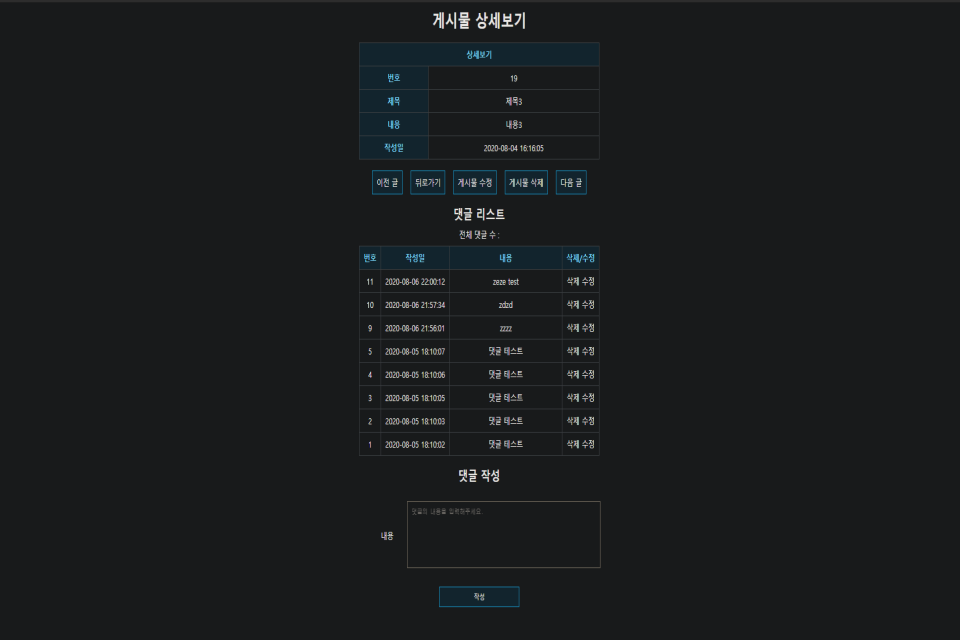 게시물 상세보기
상세보기
번호 19
제목 제목3
내용 내용3
작성일 2020-08-04 16:16:05
이전 글 뒤로가기 게시물 수정 게시물 삭제 다음 글
댓글 리스트
전체 댓글 수 :
번호 작성일 내용 삭제/수정
11 2020-08-06 22:00:12 zeze test 삭제 수정
10 2020-08-06 21:57:34 zdzd 삭제 수정
9 2020-08-06 21:56:01 zzzz 삭제 수정
5 2020-08-05 18:10:07 댓글 테스트 삭제 수정
4 2020-08-05 18:10:06 댓글 테스트 삭제 수정
3 2020-08-05 18:10:05 댓글 테스트 삭제 수정
2 2020-08-05 18:10:03 댓글 테스트 삭제 수정
1 2020-08-05 18:10:02 댓글 테스트 삭제 수정
댓글 작성
댓글의 내용을 입력해주세요.
내용
작성